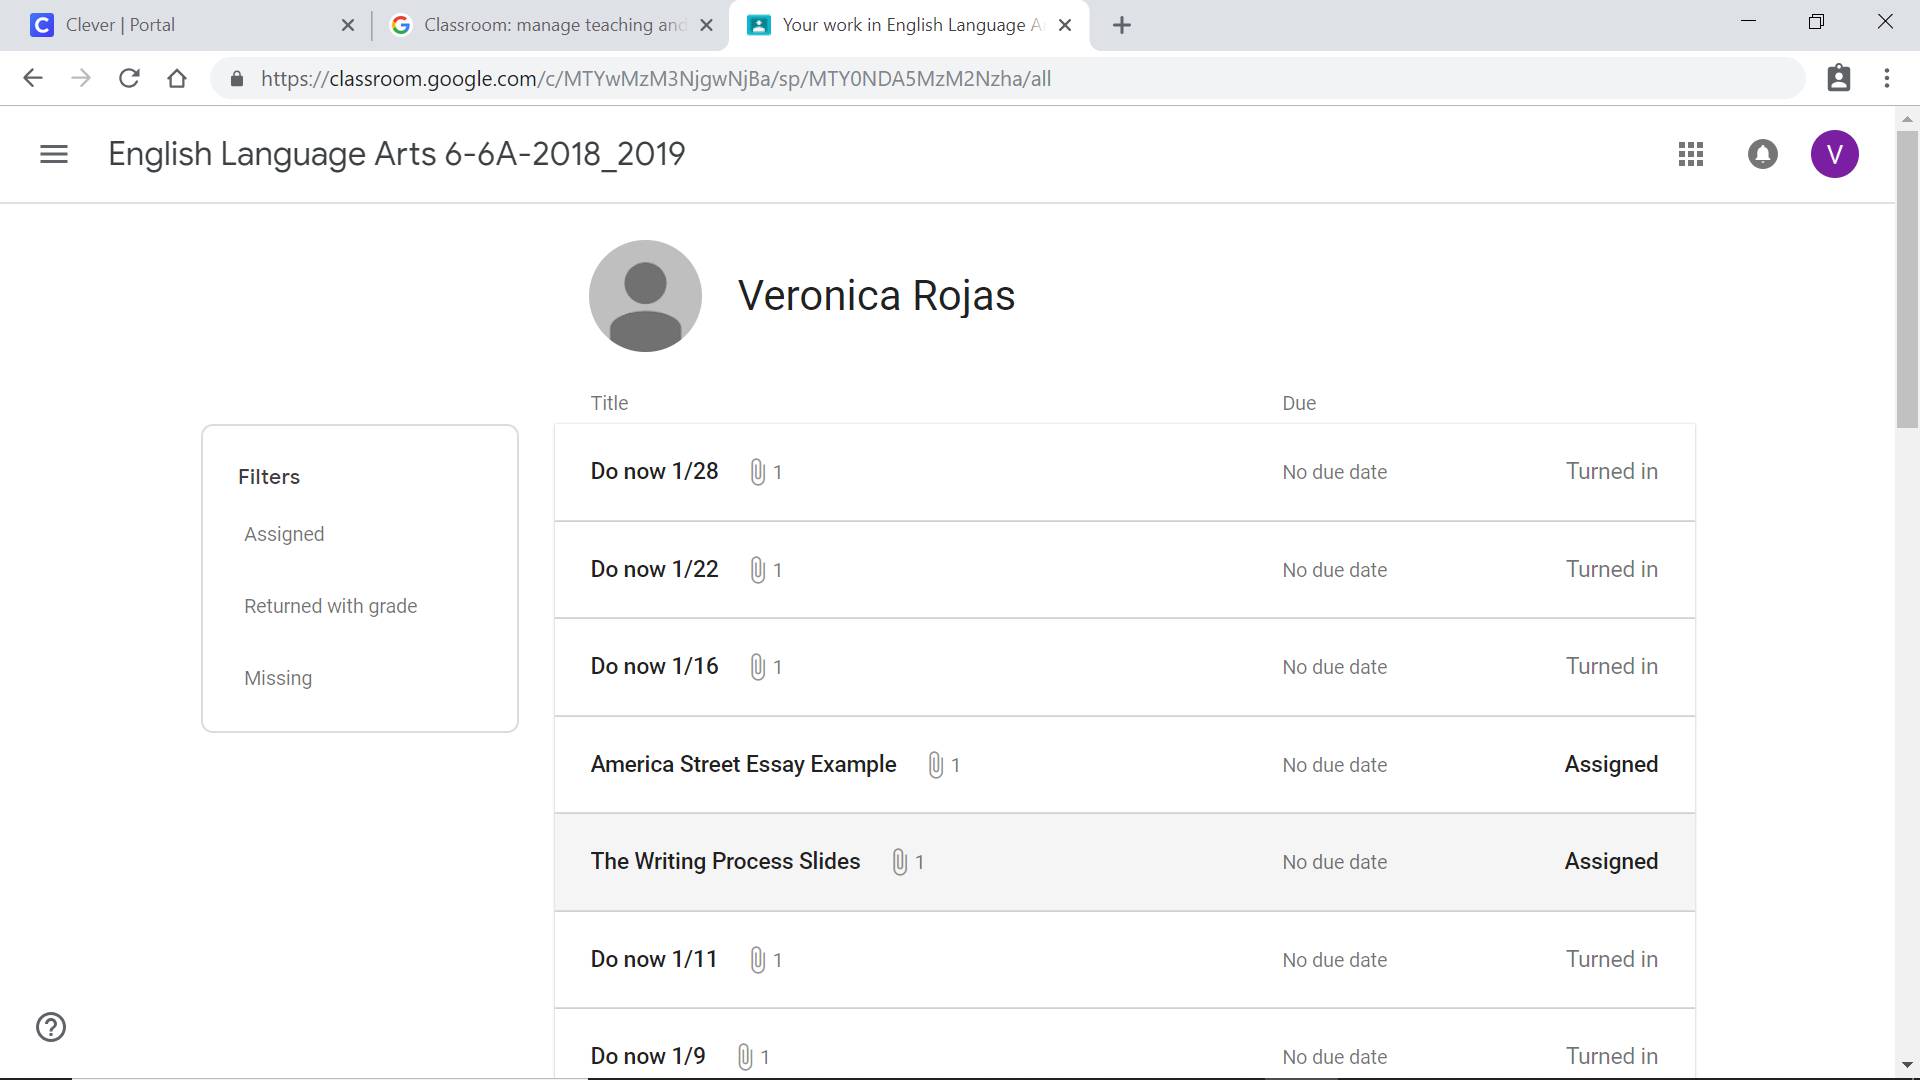 Clever | Portal
Classroom: manage teaching and
Your work in English Language A
https://classroom.google.com/c/MTYwMzM3NjgwNjBa/sp/MTY0NDA5MzM2Nzha/all
English Language Arts 6-6A-2018_2019
V
Veronica Rojas
Title Due
Filters
Assigned
Returned with grade
Missing
Do now 1/28 1 No due date Turned in
Do now 1/22 1 No due date Turned in
Do now 1/16 1 No due date Turned in
America Street Essay Example 1 No due date Assigned
The Writing Process Slides 1 No due date Assigned
Do now 1/11 1 No due date Turned in
Do now 1/9 1 No due date Turned in